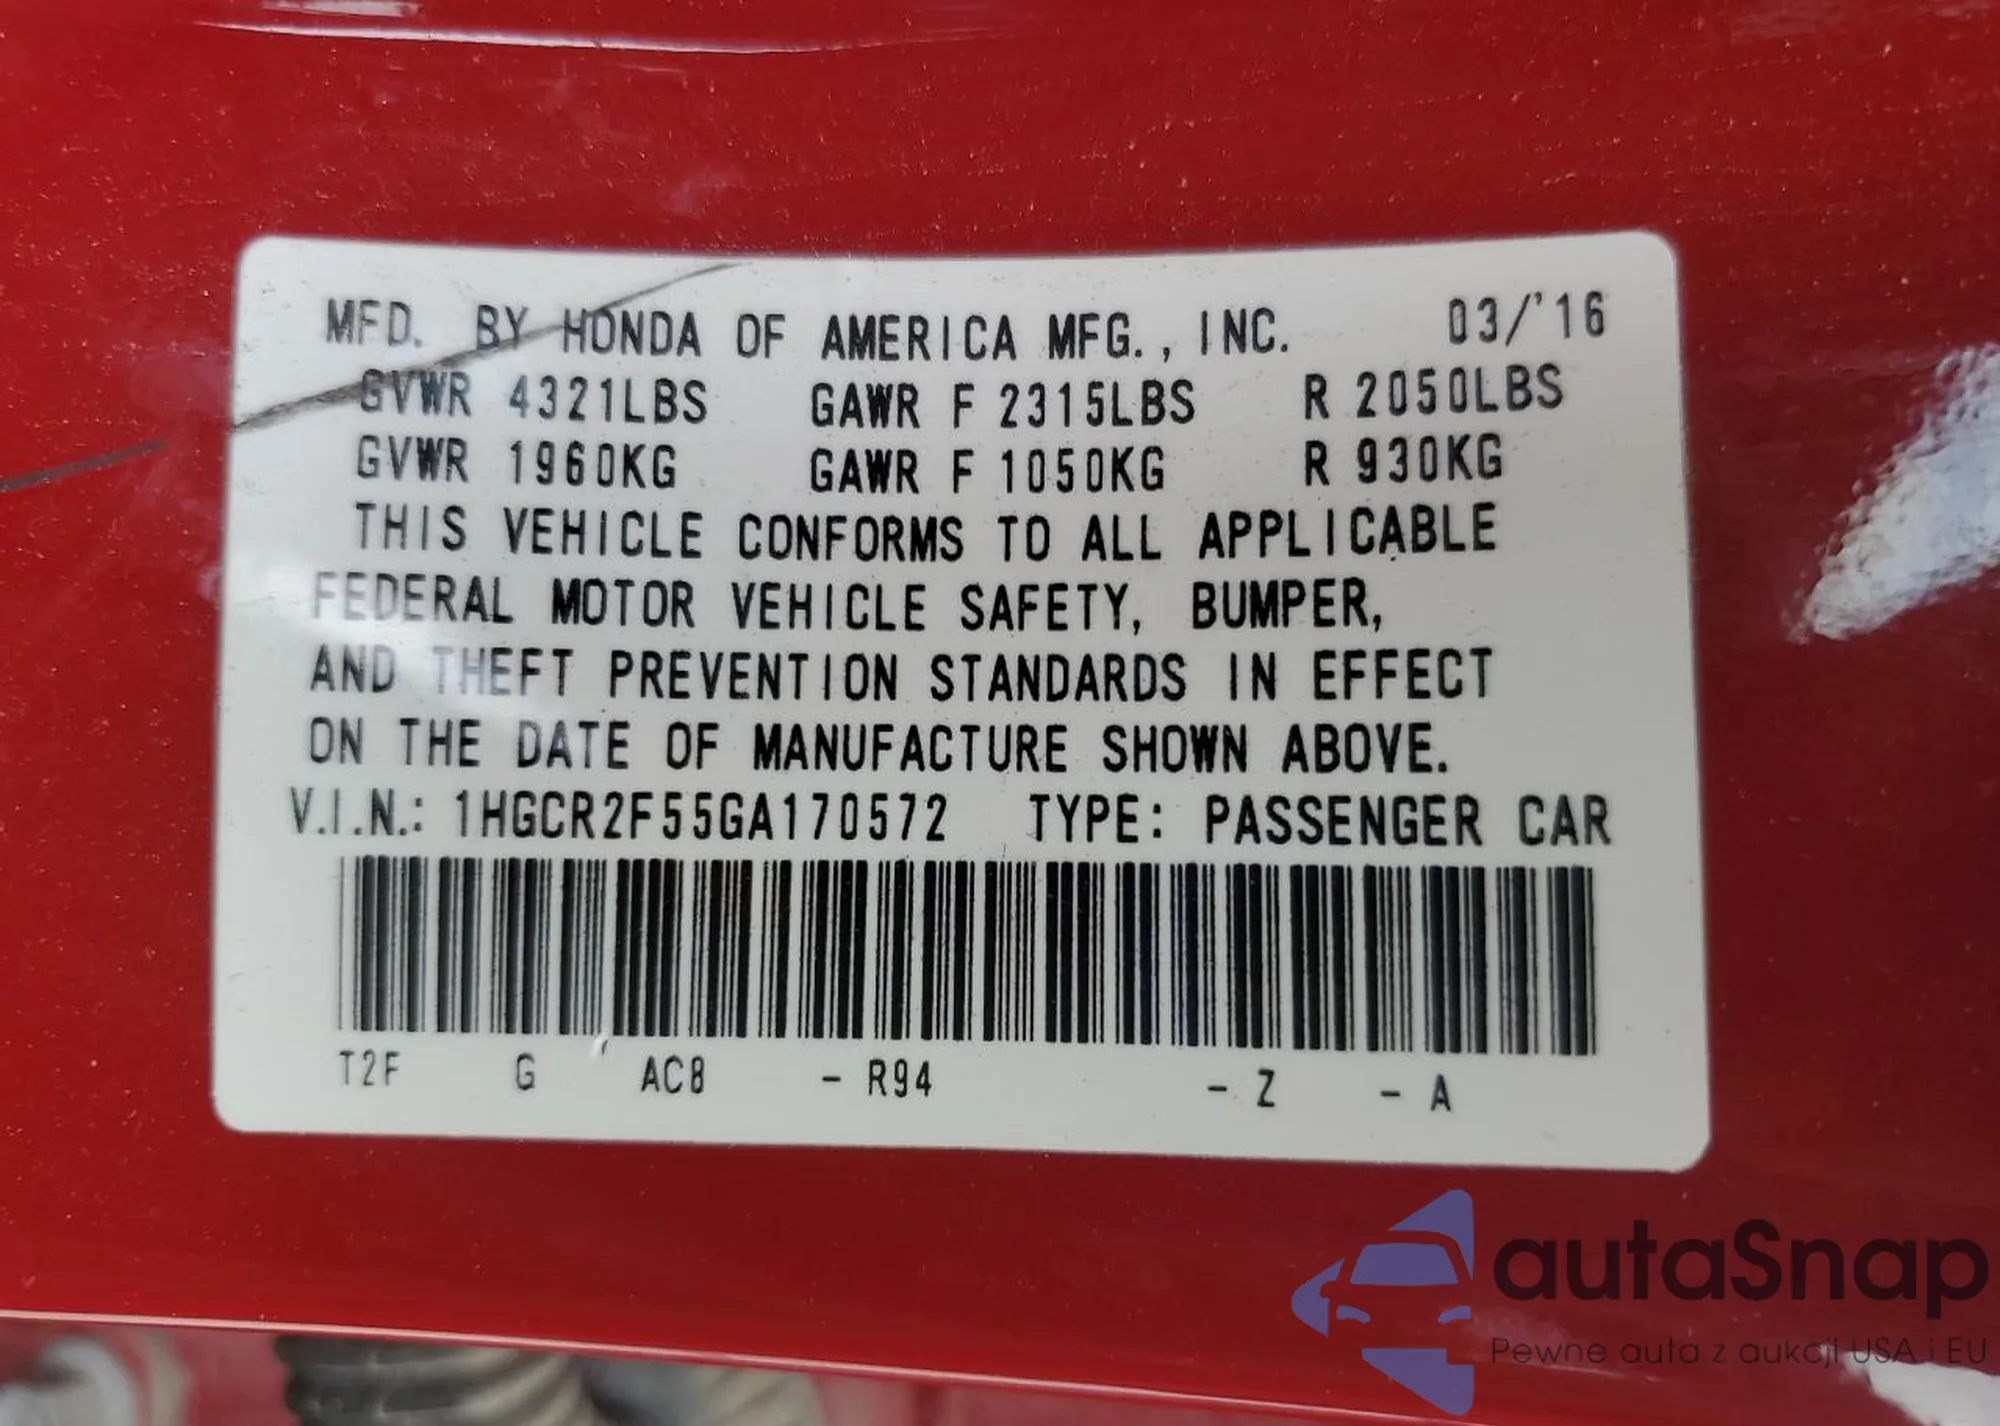 MFD. BY HONDA OF AMERICA MFG., INC. 03/'16
GVWR 4321LBS GAWR F 2315LBS R 2050LBS
GVWR 1960KG GAWR F 1050KG R 930KG
THIS VEHICLE CONFORMS TO ALL APPLICABLE
FEDERAL MOTOR VEHICLE SAFETY, BUMPER,
AND THEFT PREVENTION STANDARDS IN EFFECT
ON THE DATE OF MANUFACTURE SHOWN ABOVE.
V.I.N.: 1HGCR2F55GA170572 TYPE: PASSENGER CAR
T2F G AC8 - R94 - Z - A
autaSnap
Pewne auta z aukcji USA i EU